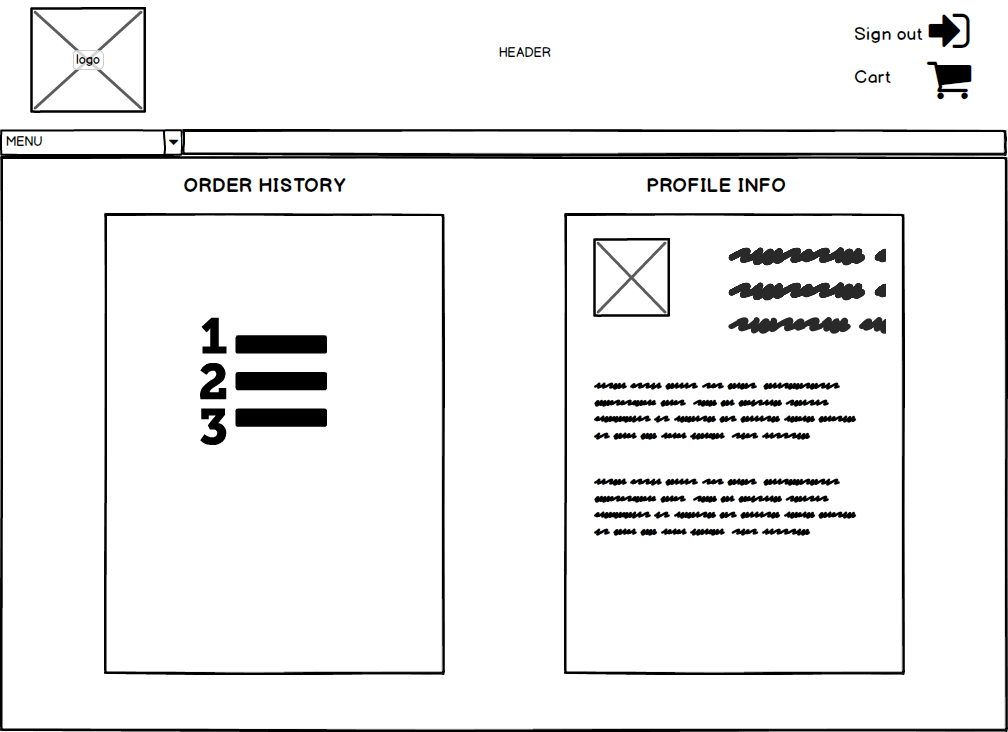 logo
HEADER
Sign out
Cart
MENU
ORDER HISTORY
PROFILE INFO
1
2
3